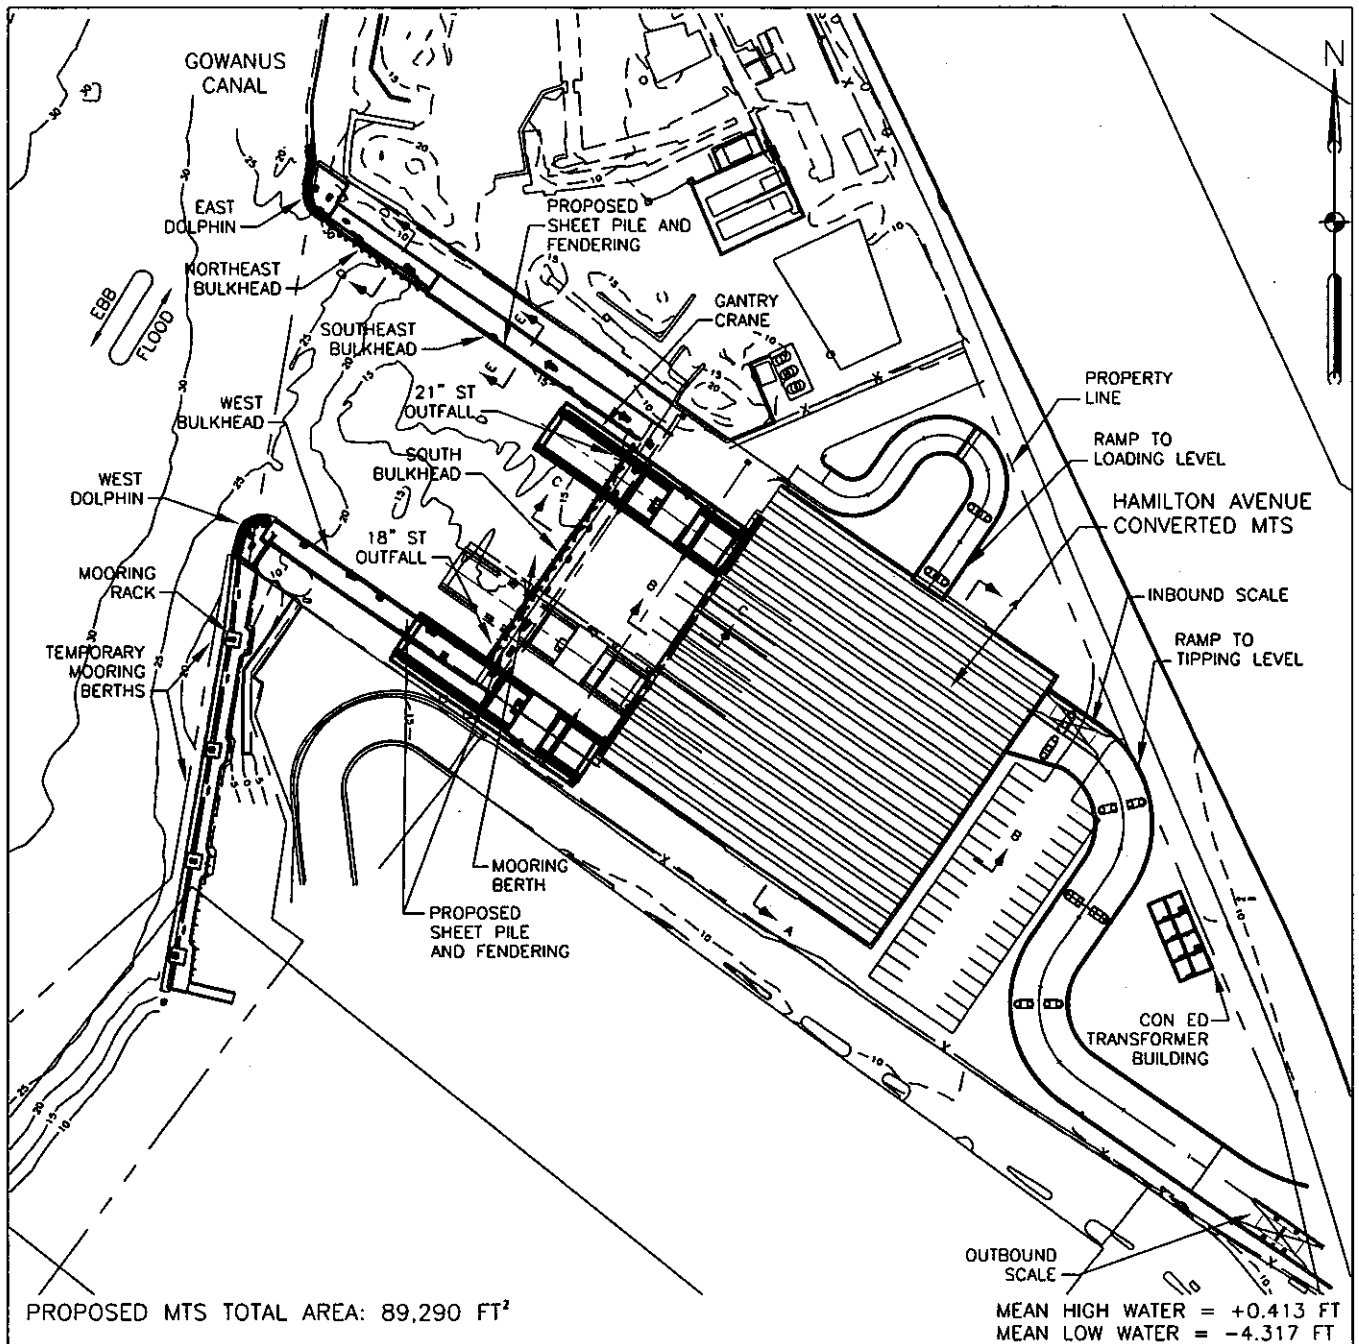 GOWANUS
CANAL
N
EAST
DOLPHIN
PROPOSED
SHEET PILE AND
FENDERING
NORTHEAST
BULKHEAD
EBB
FLOOD
GANTRY
CRANE
SOUTHEAST
BULKHEAD
21" ST
OUTFALL
PROPERTY
LINE
WEST
BULKHEAD
RAMP TO
LOADING LEVEL
SOUTH
BULKHEAD
WEST
DOLPHIN
HAMILTON AVENUE
CONVERTED MTS
18" ST
OUTFALL
MOORING
RACK
INBOUND SCALE
TEMPORARY
MOORING
BERTHS
RAMP TO
TIPPING LEVEL
MOORING
BERTH
PROPOSED
SHEET PILE
AND FENDERING
CON ED
TRANSFORMER
BUILDING
OUTBOUND
SCALE
PROPOSED MTS TOTAL AREA: 89,290 FT²
MEAN HIGH WATER = +0.413 FT
MEAN LOW WATER = -4.317 FT